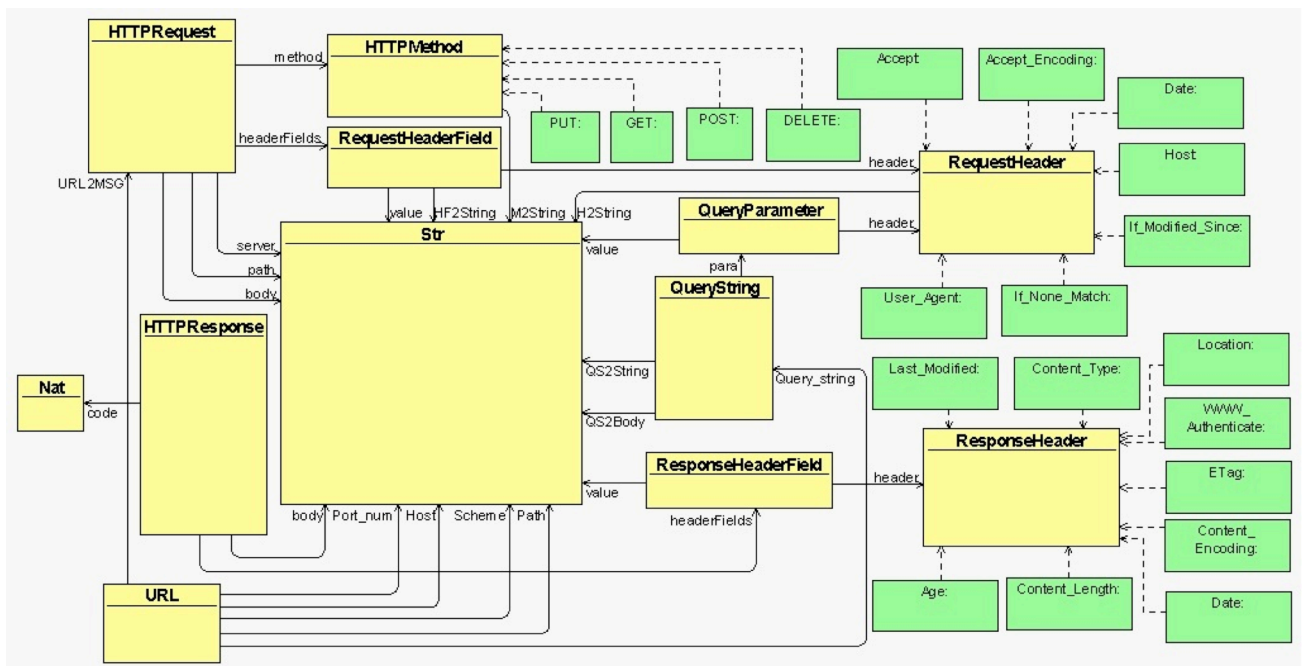 HTTPRequest
HTTPMethod
method
Accept
Accept_Encoding:
Date:
PUT:
GET:
POST:
DELETE:
headerFields
RequestHeaderField
header
RequestHeader
Host
URL2MSG
value
HF2String
M2String
H2String
QueryParameter
header
If_Modified_Since:
Str
server
value
path
para
body
QueryString
User_Agent:
If_None_Match:
HTTPResponse
Location:
Last_Modified:
Content_Type:
Nat
code
QS2String
Query_string
QS2Body
WWW_
Authenticate:
ResponseHeader
ResponseHeaderField
header
ETag:
value
body
Port_num
Host
Scheme
Path
headerFields
Content_
Encoding:
URL
Age:
Content_Length:
Date: